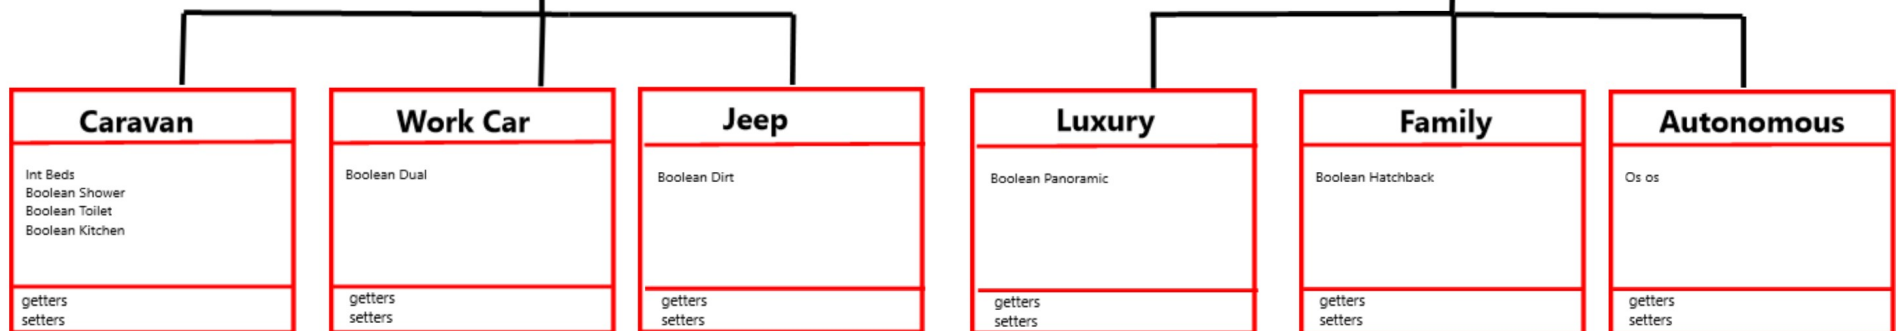 Caravan
Int Beds
Boolean Shower
Boolean Toilet
Boolean Kitchen
getters
setters
Work Car
Boolean Dual
getters
setters
Jeep
Boolean Dirt
getters
setters
Luxury
Boolean Panoramic
getters
setters
Family
Boolean Hatchback
getters
setters
Autonomous
Os os
getters
setters